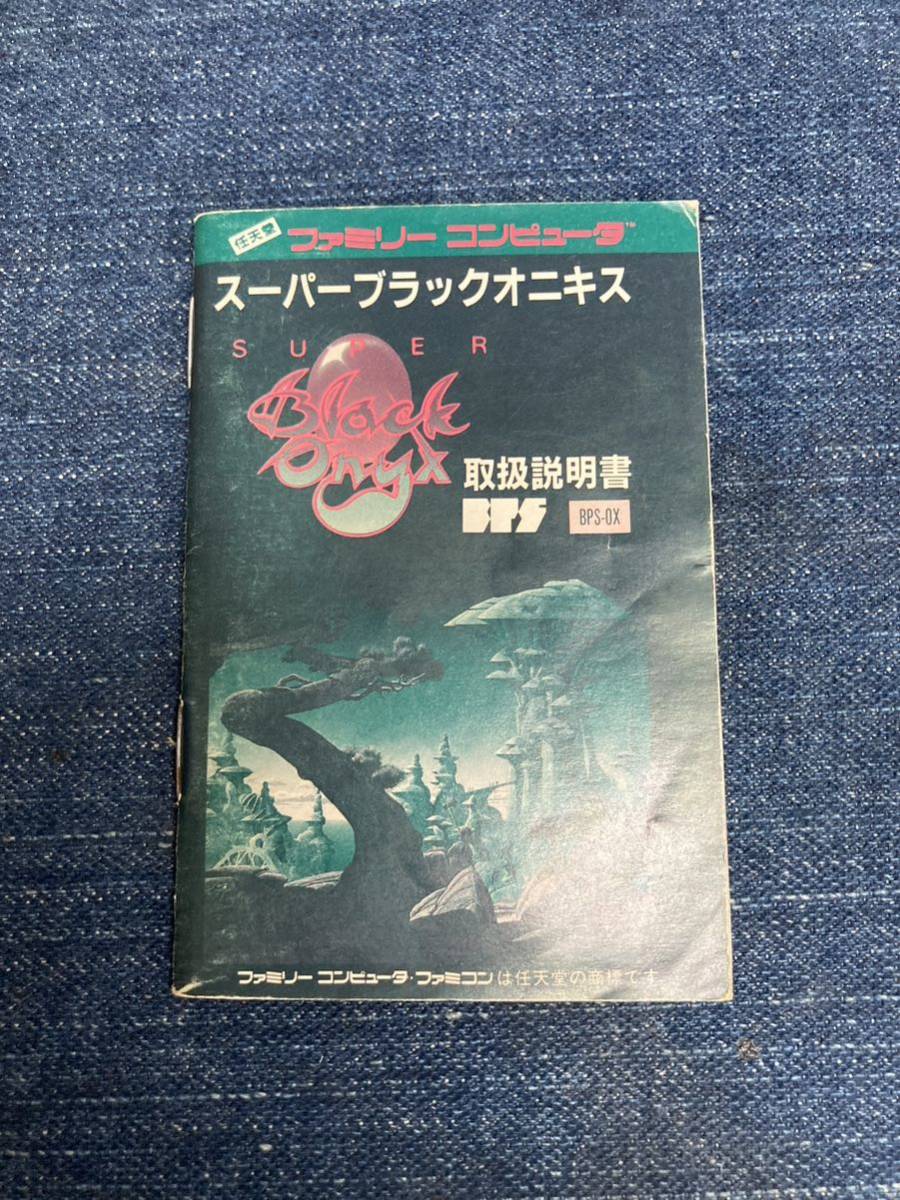 任天堂 ファミリー コンピュータ™
スーパーブラックオニキス
SUPER
Black
Onyx
取扱説明書
BPS BPS-OX
ファミリー コンピュータ・ファミコンは任天堂の商標です